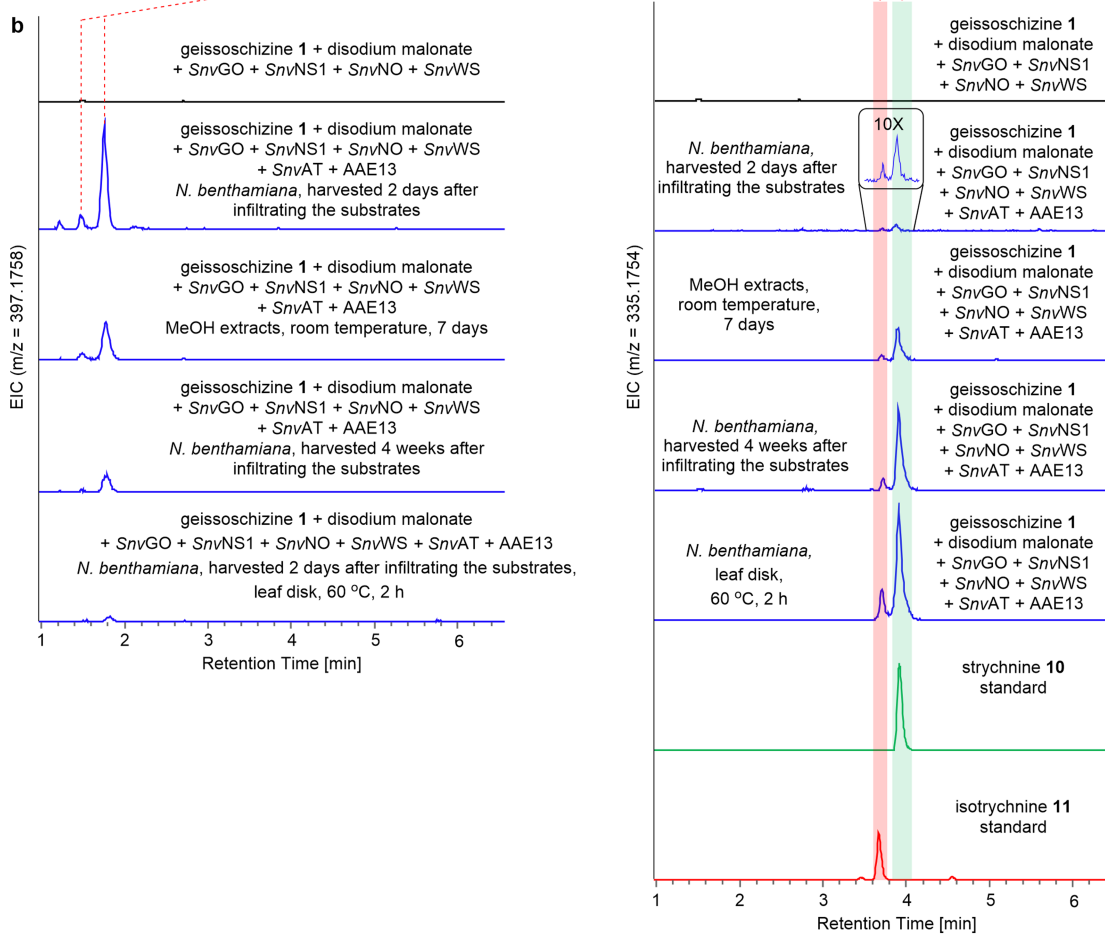 b
EIC (m/z = 397.1758)
geissoschizine 1 + disodium malonate
+ SnvGO + SnvNS1 + SnvNO + SnvWS
geissoschizine 1 + disodium malonate
+ SnvGO + SnvNS1 + SnvNO + SnvWS
+ SnvAT + AAE13
N. benthamiana, harvested 2 days after
infiltrating the substrates
geissoschizine 1 + disodium malonate
+ SnvGO + SnvNS1 + SnvNO + SnvWS
+ SnvAT + AAE13
MeOH extracts, room temperature, 7 days
geissoschizine 1 + disodium malonate
+ SnvGO + SnvNS1 + SnvNO + SnvWS
+ SnvAT + AAE13
N. benthamiana, harvested 4 weeks after
infiltrating the substrates
geissoschizine 1 + disodium malonate
+ SnvGO + SnvNS1 + SnvNO + SnvWS + SnvAT + AAE13
N. benthamiana, harvested 2 days after infiltrating the substrates,
leaf disk, 60 ºC, 2 h
1 2 3 4 5 6
Retention Time [min]
EIC (m/z = 335.1754)
geissoschizine 1
+ disodium malonate
+ SnvGO + SnvNS1
+ SnvNO + SnvWS
10X
N. benthamiana,
harvested 2 days after
infiltrating the substrates
geissoschizine 1
+ disodium malonate
+ SnvGO + SnvNS1
+ SnvNO + SnvWS
+ SnvAT + AAE13
MeOH extracts,
room temperature,
7 days
geissoschizine 1
+ disodium malonate
+ SnvGO + SnvNS1
+ SnvNO + SnvWS
+ SnvAT + AAE13
N. benthamiana,
harvested 4 weeks after
infiltrating the substrates
geissoschizine 1
+ disodium malonate
+ SnvGO + SnvNS1
+ SnvNO + SnvWS
+ SnvAT + AAE13
N. benthamiana,
leaf disk,
60 ºC, 2 h
geissoschizine 1
+ disodium malonate
+ SnvGO + SnvNS1
+ SnvNO + SnvWS
+ SnvAT + AAE13
strychnine 10
standard
isotrychnine 11
standard
1 2 3 4 5 6
Retention Time [min]